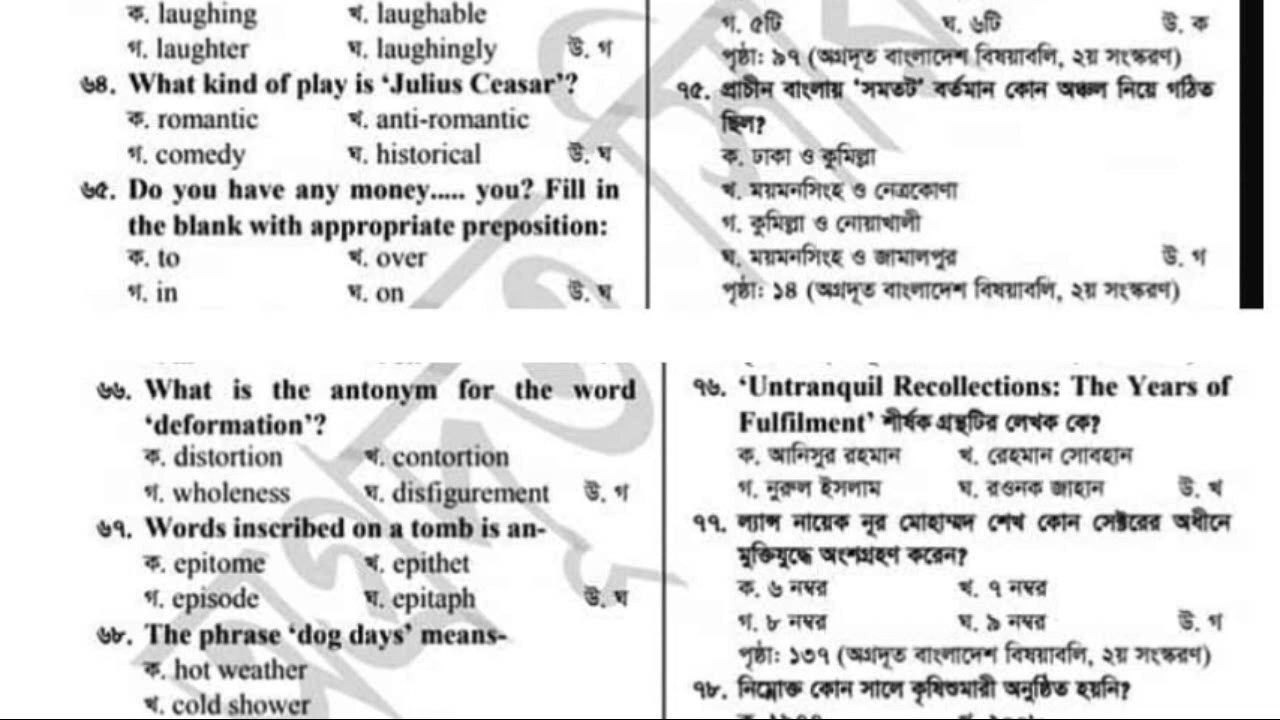 ক. laughing খ. laughable
গ. laughter ঘ. laughingly উ. গ
৬৪. What kind of play is ‘Julius Ceasar’?
ক. romantic খ. anti-romantic
গ. comedy ঘ. historical উ. ঘ
৬৫. Do you have any money..... you? Fill in
the blank with appropriate preposition:
ক. to খ. over
গ. in ঘ. on উ. ঘ
৬৬. What is the antonym for the word
‘deformation’?
ক. distortion খ. contortion
গ. wholeness ঘ. disfigurement উ. গ
৬৭. Words inscribed on a tomb is an-
ক. epitome খ. epithet
গ. episode ঘ. epitaph উ. ঘ
৬৮. The phrase ‘dog days’ means-
ক. hot weather
খ. cold shower
গ. ৫টি ঘ. ৬টি উ. ক
পৃষ্ঠা: ৯৭ (অগ্রদূত বাংলাদেশ বিষয়াবলি, ২য় সংস্করণ)
৭৫. প্রাচীন বাংলায় ‘সমতট’ বর্তমান কোন অঞ্চল নিয়ে গঠিত
ছিল?
ক. ঢাকা ও কুমিল্লা
খ. ময়মনসিংহ ও নেত্রকোণা
গ. কুমিল্লা ও নোয়াখালী
ঘ. ময়মনসিংহ ও জামালপুর উ. গ
পৃষ্ঠা: ১৪ (অগ্রদূত বাংলাদেশ বিষয়াবলি, ২য় সংস্করণ)
৭৬. ‘Untranquil Recollections: The Years of
Fulfilment’ শীর্ষক গ্রন্থটির লেখক কে?
ক. আনিসুর রহমান খ. রেহমান সোবহান
গ. নুরুল ইসলাম ঘ. রওনক জাহান উ. খ
৭৭. ল্যান্স নায়েক নূর মোহাম্মদ শেখ কোন সেক্টরের অধীনে
মুক্তিযুদ্ধে অংশগ্রহণ করেন?
ক. ৬ নম্বর খ. ৭ নম্বর
গ. ৮ নম্বর ঘ. ৯ নম্বর উ. গ
পৃষ্ঠা: ১৩৭ (অগ্রদূত বাংলাদেশ বিষয়াবলি, ২য় সংস্করণ)
৭৮. নিম্নোক্ত কোন সালে কৃষিশুমারী অনুষ্ঠিত হয়নি?